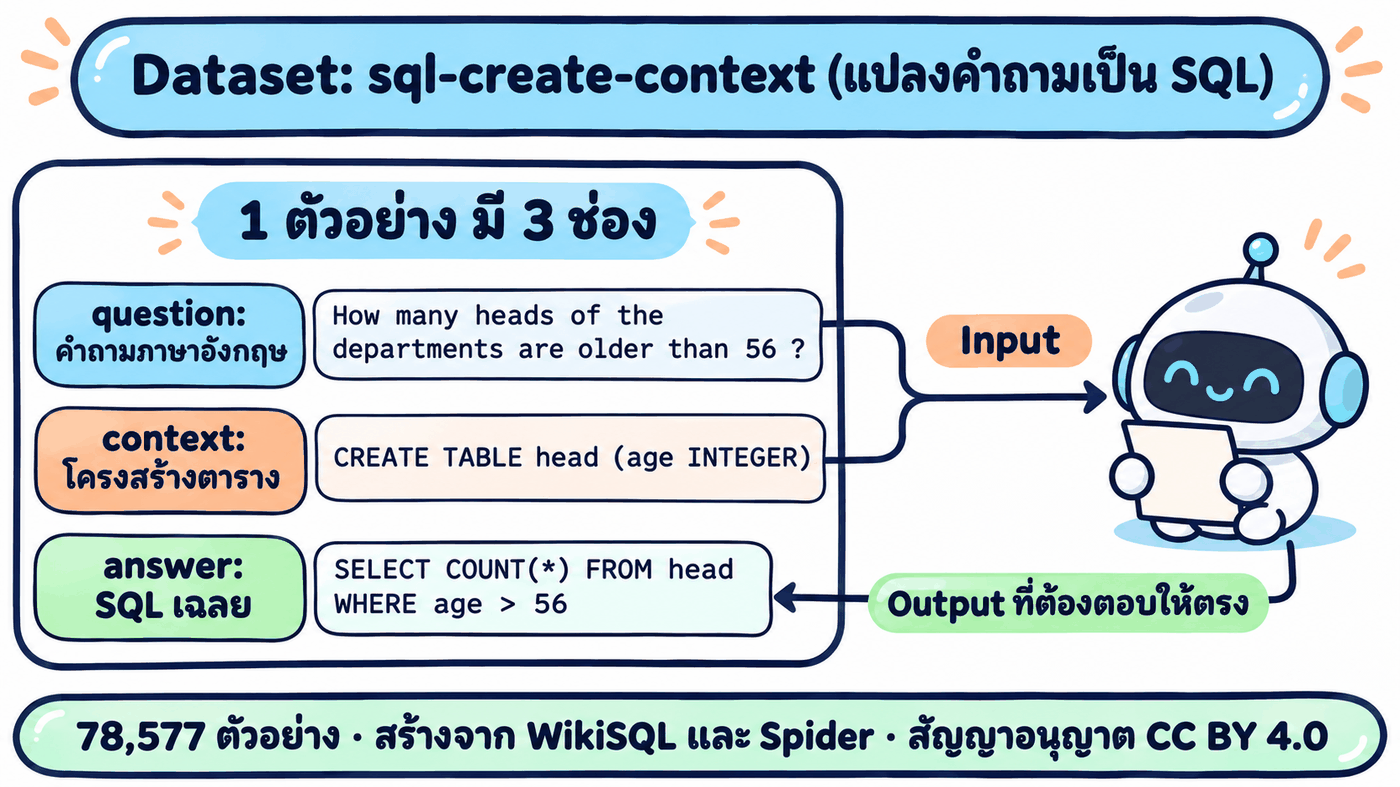 Dataset: sql-create-context (แปลงคำถามเป็น SQL)
1 ตัวอย่าง มี 3 ช่อง
question:
คำถามภาษาอังกฤษ
How many heads of the
departments are older than 56 ?
context:
โครงสร้างตาราง
CREATE TABLE head (age INTEGER)
answer:
SQL เฉลย
SELECT COUNT(*) FROM head
WHERE age > 56
Input
Output ที่ต้องตอบให้ตรง
78,577 ตัวอย่าง · สร้างจาก WikiSQL และ Spider · สัญญาอนุญาต CC BY 4.0